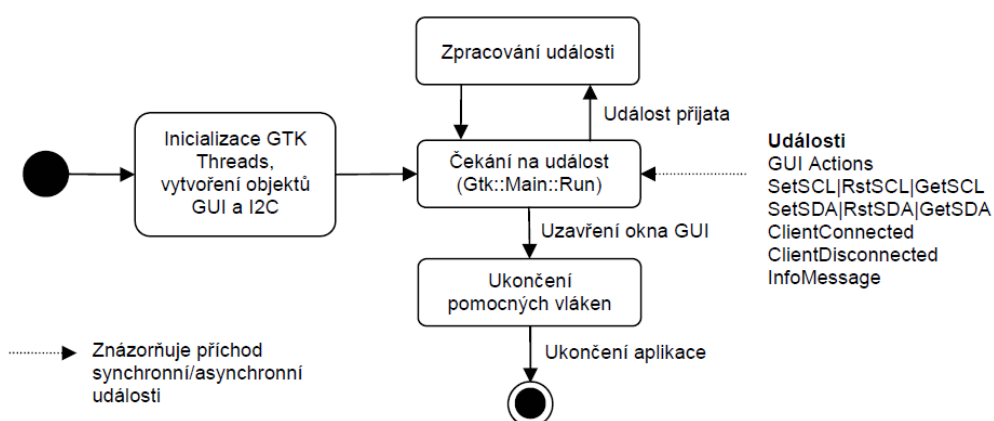 Zpracování události
Událost přijata
Inicializace GTK
Threads,
vytvoření objektů
GUI a I2C
Čekání na událost
(Gtk::Main::Run)
Události
GUI Actions
SetSCL|RstSCL|GetSCL
SetSDA|RstSDA|GetSDA
ClientConnected
ClientDisconnected
InfoMessage
Uzavření okna GUI
Ukončení
pomocných vláken
Ukončení aplikace
Znázorňuje příchod
synchronní/asynchronní
události